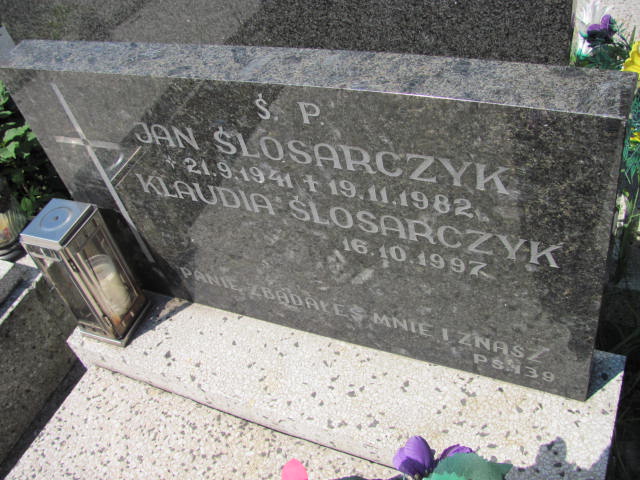 Ś. P.
JAN ŚLOSARCZYK
* 21.9.1941 + 19.11.1982
KLAUDIA ŚLOSARCZYK
16.10.1997
PANIE, ZBADAŁEŚ MNIE I ZNASZ
PS.139